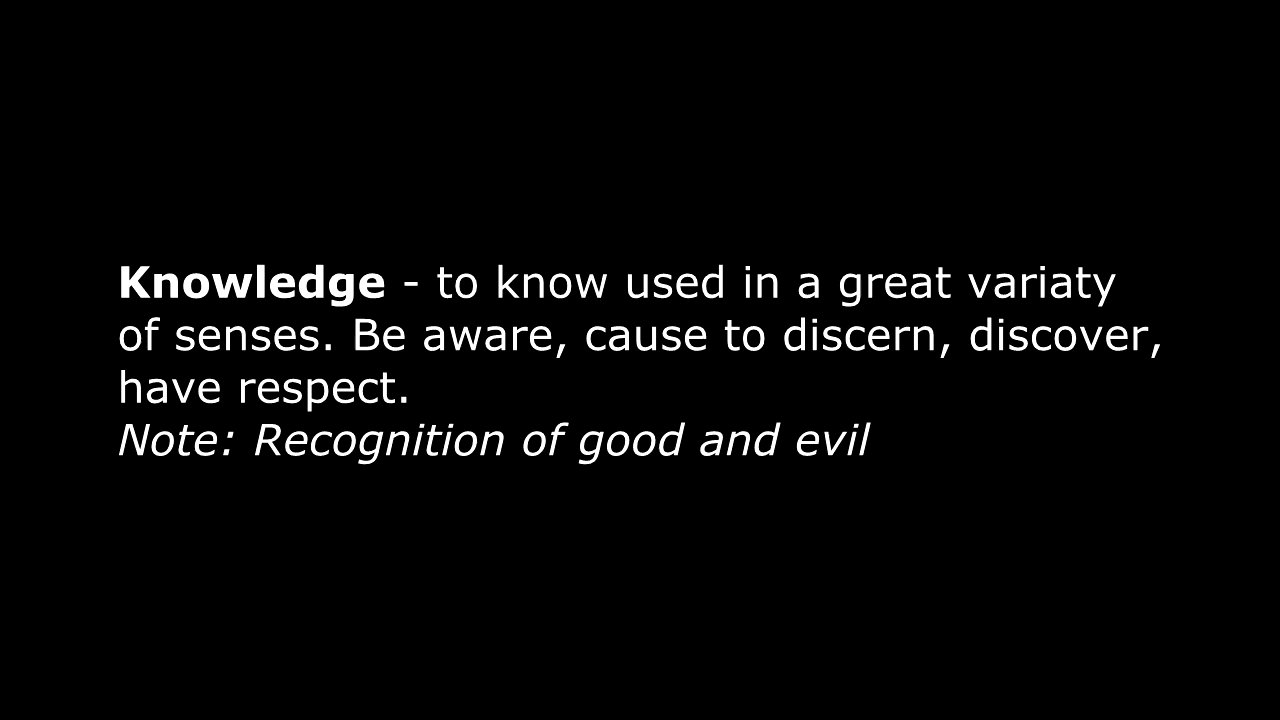 Knowledge - to know used in a great variaty
of senses. Be aware, cause to discern, discover,
have respect.
Note: Recognition of good and evil